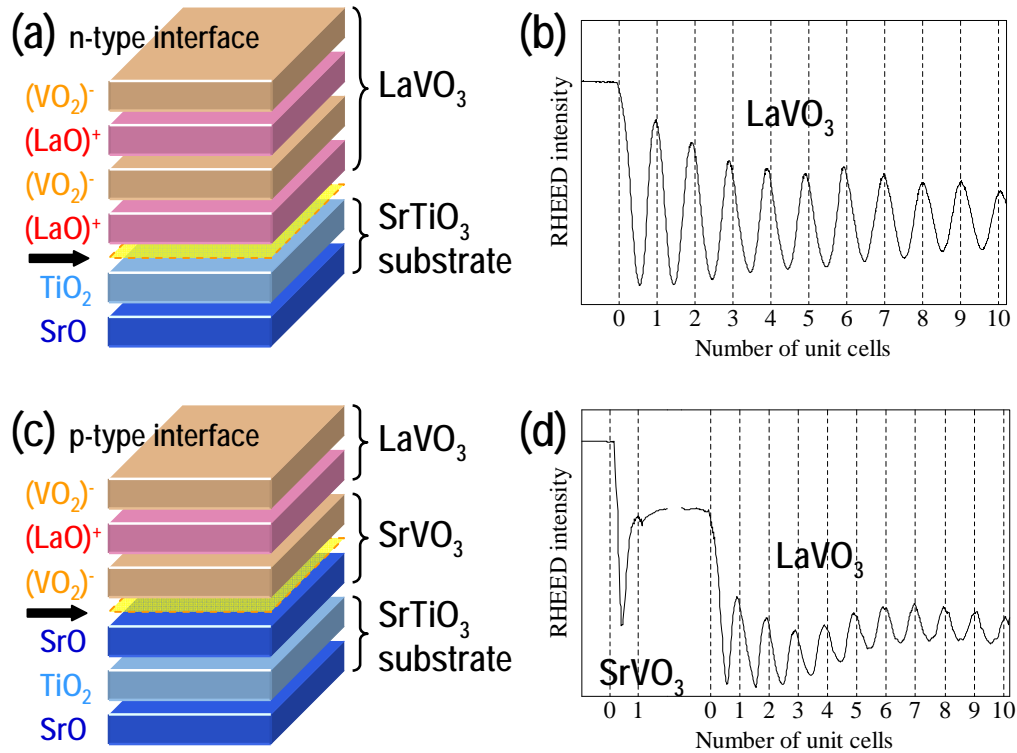 (a) n-type interface
(VO₂)⁻
(LaO)⁺
(VO₂)⁻
(LaO)⁺
TiO₂
SrO
LaVO₃
SrTiO₃
substrate
(b)
LaVO₃
RHEED intensity
0 1 2 3 4 5 6 7 8 9 10
Number of unit cells
(c) p-type interface
(VO₂)⁻
(LaO)⁺
(VO₂)⁻
SrO
TiO₂
SrO
LaVO₃
SrVO₃
SrTiO₃
substrate
(d)
LaVO₃
SrVO₃
RHEED intensity
0 1 0 1 2 3 4 5 6 7 8 9 10
Number of unit cells